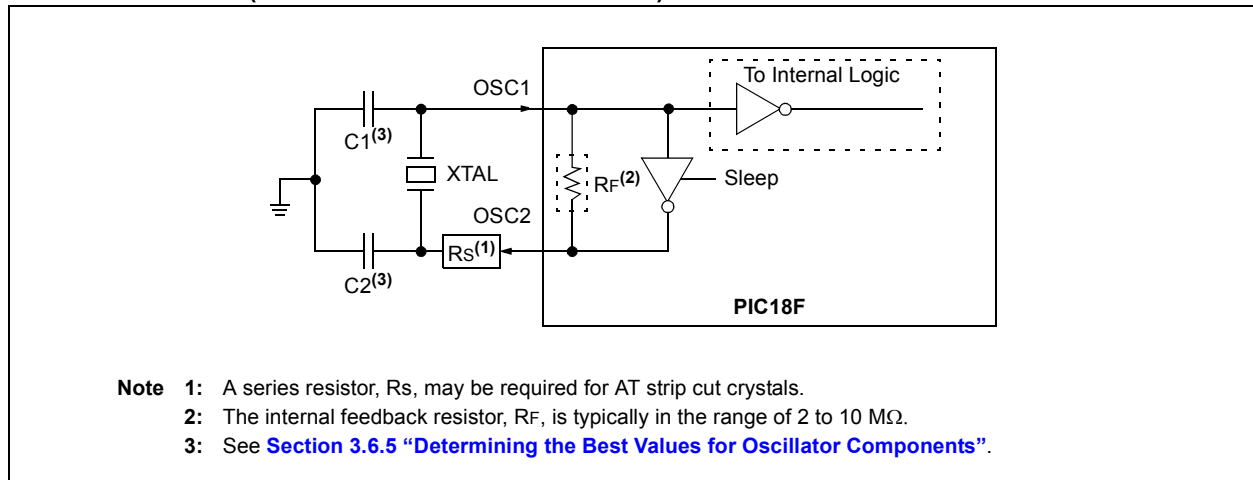 OSC1
To Internal Logic
C1(3)
XTAL
RF(2)
Sleep
OSC2
RS(1)
C2(3)
PIC18F
Note 1: A series resistor, RS, may be required for AT strip cut crystals.
2: The internal feedback resistor, RF, is typically in the range of 2 to 10 MΩ.
3: See Section 3.6.5 “Determining the Best Values for Oscillator Components”.